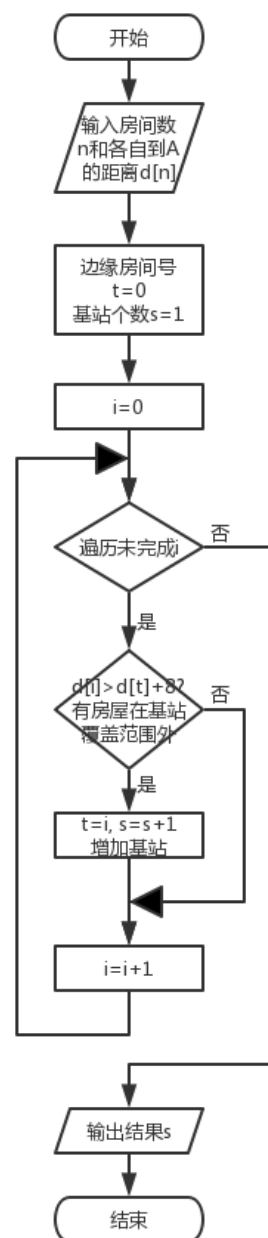 开始
输入房间数
n和各自到A
的距离d[n]
边缘房间号
t=0
基站个数s=1
i=0
遍历未完成i
否
是
d[i]>d[t]+8?
有房屋在基站
覆盖范围外
否
是
t=i, s=s+1
增加基站
i=i+1
输出结果s
结束